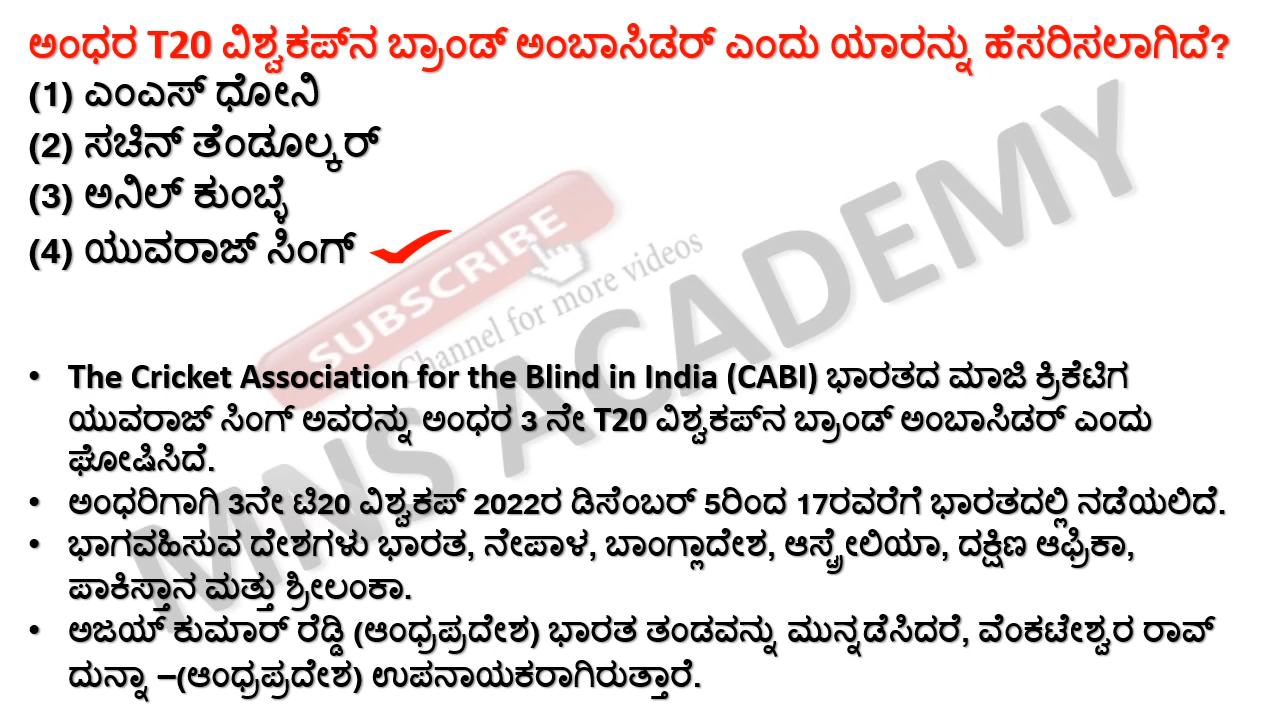 ಅಂಧರ T20 ವಿಶ್ವಕಪ್‌ನ ಬ್ರಾಂಡ್ ಅಂಬಾಸಿಡರ್ ಎಂದು ಯಾರನ್ನು ಹೆಸರಿಸಲಾಗಿದೆ?
(1) ಎಂಎಸ್ ಧೋನಿ
(2) ಸಚಿನ್ ತೆಂಡೂಲ್ಕರ್
(3) ಅನಿಲ್ ಕುಂಬ್ಳೆ
(4) ಯುವರಾಜ್ ಸಿಂಗ್
SUBSCRIBE
Channel for more videos
MNS ACADEMY
• The Cricket Association for the Blind in India (CABI) ಭಾರತದ ಮಾಜಿ ಕ್ರಿಕೆಟಿಗ
ಯುವರಾಜ್ ಸಿಂಗ್ ಅವರನ್ನು ಅಂಧರ 3 ನೇ T20 ವಿಶ್ವಕಪ್‌ನ ಬ್ರಾಂಡ್ ಅಂಬಾಸಿಡರ್ ಎಂದು
ಘೋಷಿಸಿದೆ.
• ಅಂಧರಿಗಾಗಿ 3ನೇ ಟಿ20 ವಿಶ್ವಕಪ್ 2022ರ ಡಿಸೆಂಬರ್ 5ರಿಂದ 17ರವರೆಗೆ ಭಾರತದಲ್ಲಿ ನಡೆಯಲಿದೆ.
• ಭಾಗವಹಿಸುವ ದೇಶಗಳು ಭಾರತ, ನೇಪಾಳ, ಬಾಂಗ್ಲಾದೇಶ, ಆಸ್ಟ್ರೇಲಿಯಾ, ದಕ್ಷಿಣ ಆಫ್ರಿಕಾ,
ಪಾಕಿಸ್ತಾನ ಮತ್ತು ಶ್ರೀಲಂಕಾ.
• ಅಜಯ್ ಕುಮಾರ್ ರೆಡ್ಡಿ (ಆಂಧ್ರಪ್ರದೇಶ) ಭಾರತ ತಂಡವನ್ನು ಮುನ್ನಡೆಸಿದರೆ, ವೆಂಕಟೇಶ್ವರ ರಾವ್
ದುನ್ನಾ –(ಆಂಧ್ರಪ್ರದೇಶ) ಉಪನಾಯಕರಾಗಿರುತ್ತಾರೆ.